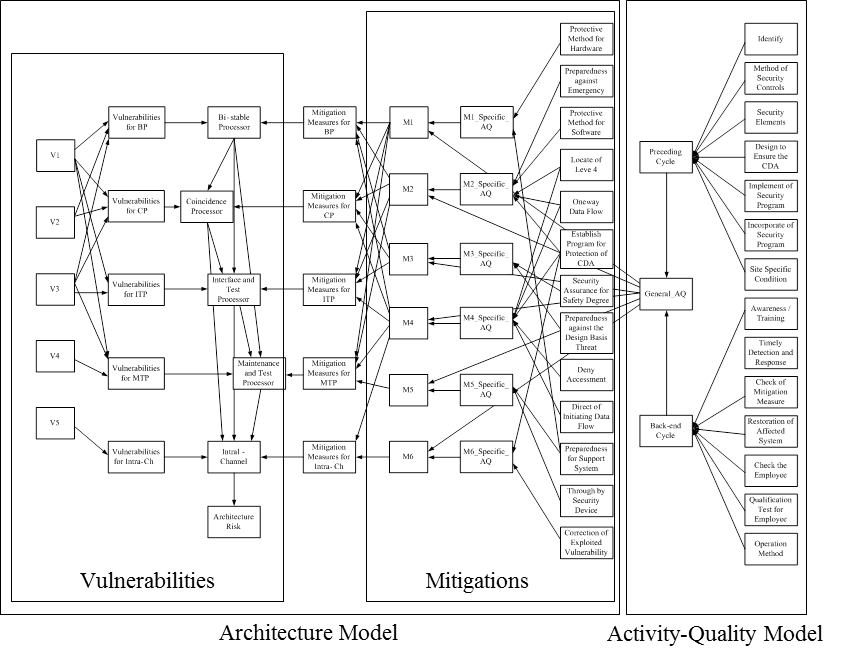 V1
V2
V3
V4
V5
Vulnerabilities
for BP
Vulnerabilities
for CP
Vulnerabilities
for ITP
Vulnerabilities
for MTP
Vulnerabilities
for Intra-Ch
Bi- stable
Processor
Coincidence
Processor
Interface and
Test
Processor
Maintenance
and Test
Processor
Intral -
Channel
Architecture
Risk
Vulnerabilities
Mitigation
Measures for
BP
Mitigation
Measures for
CP
Mitigation
Measures for
ITP
Mitigation
Measures for
MTP
Mitigation
Measures for
Intra- Ch
M1
M2
M3
M4
M5
M6
M1_Specific_
AQ
M2_Specific_
AQ
M3_Specific_
AQ
M4_Specific_
AQ
M5_Specific_
AQ
M6_Specific_
AQ
Protective
Method for
Hardware
Preparedness
against
Emergency
Protective
Method for
Software
Locate of
Leve 4
Oneway
Data Flow
Establish
Program for
Protection of
CDA
Security
Assurance for
Safety Degree
Preparedness
against the
Design Basis
Threat
Deny
Accessment
Direct of
Initiating Data
Flow
Preparedness
for Support
System
Through by
Security
Device
Correction of
Exploited
Vulnerability
Mitigations
Architecture Model
Preceding
Cycle
General_AQ
Back-end
Cycle
Identify
Method of
Security
Controls
Security
Elements
Design to
Ensure the
CDA
Implement of
Security
Program
Incorporate of
Security
Program
Site Specific
Condition
Awareness /
Training
Timely
Detection and
Response
Check of
Mitigation
Measure
Restoration of
Affected
System
Check the
Employee
Qualification
Test for
Employee
Operation
Method
Activity-Quality Model